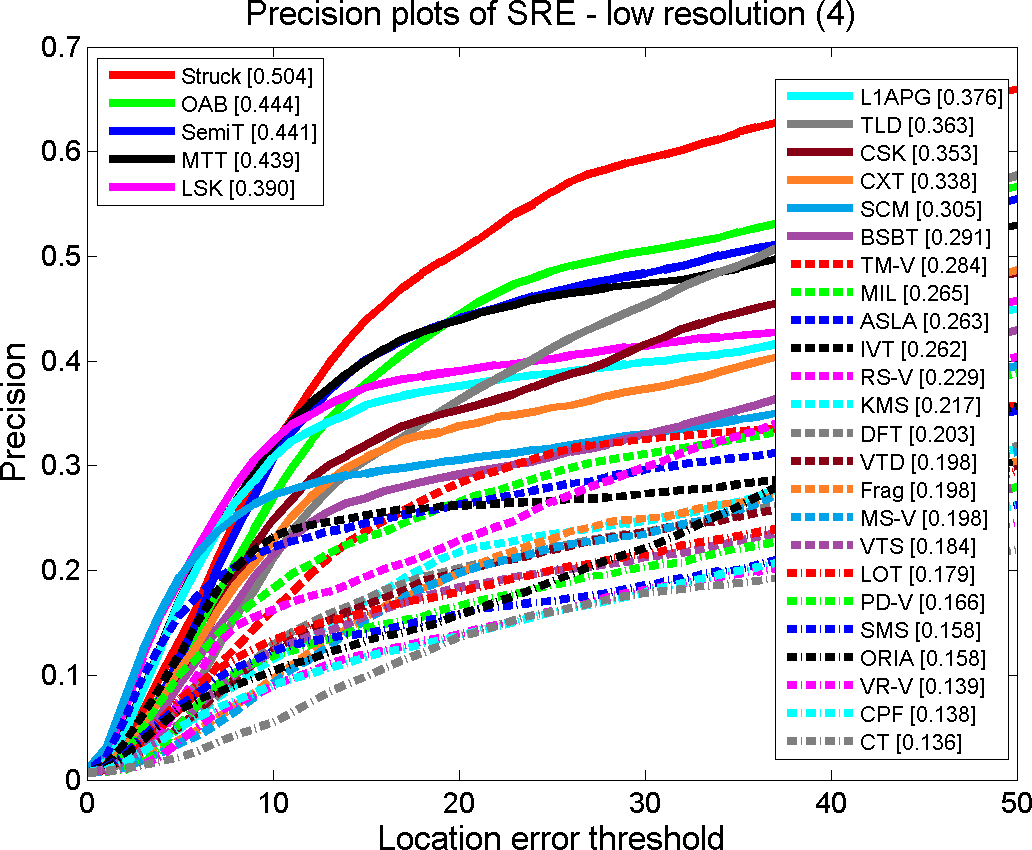 Precision plots of SRE - low resolution (4)
Precision
0.7
0.6
0.5
0.4
0.3
0.2
0.1
0
Struck [0.504]
OAB [0.444]
SemiT [0.441]
MTT [0.439]
LSK [0.390]
L1APG [0.376]
TLD [0.363]
CSK [0.353]
CXT [0.338]
SCM [0.305]
BSBT [0.291]
TM-V [0.284]
MIL [0.265]
ASLA [0.263]
IVT [0.262]
RS-V [0.229]
KMS [0.217]
DFT [0.203]
VTD [0.198]
Frag [0.198]
MS-V [0.198]
VTS [0.184]
LOT [0.179]
PD-V [0.166]
SMS [0.158]
ORIA [0.158]
VR-V [0.139]
CPF [0.138]
CT [0.136]
0 10 20 30 40 50
Location error threshold